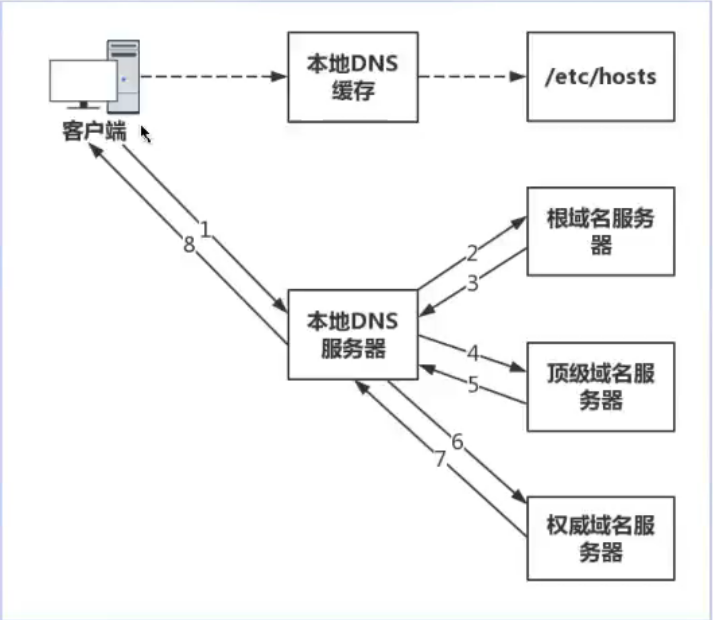 本地DNS
缓存
/etc/hosts
客户端
根域名服务
器
1
8
2
3
本地DNS
服务器
4
5
顶级域名服
务器
6
7
权威域名服
务器